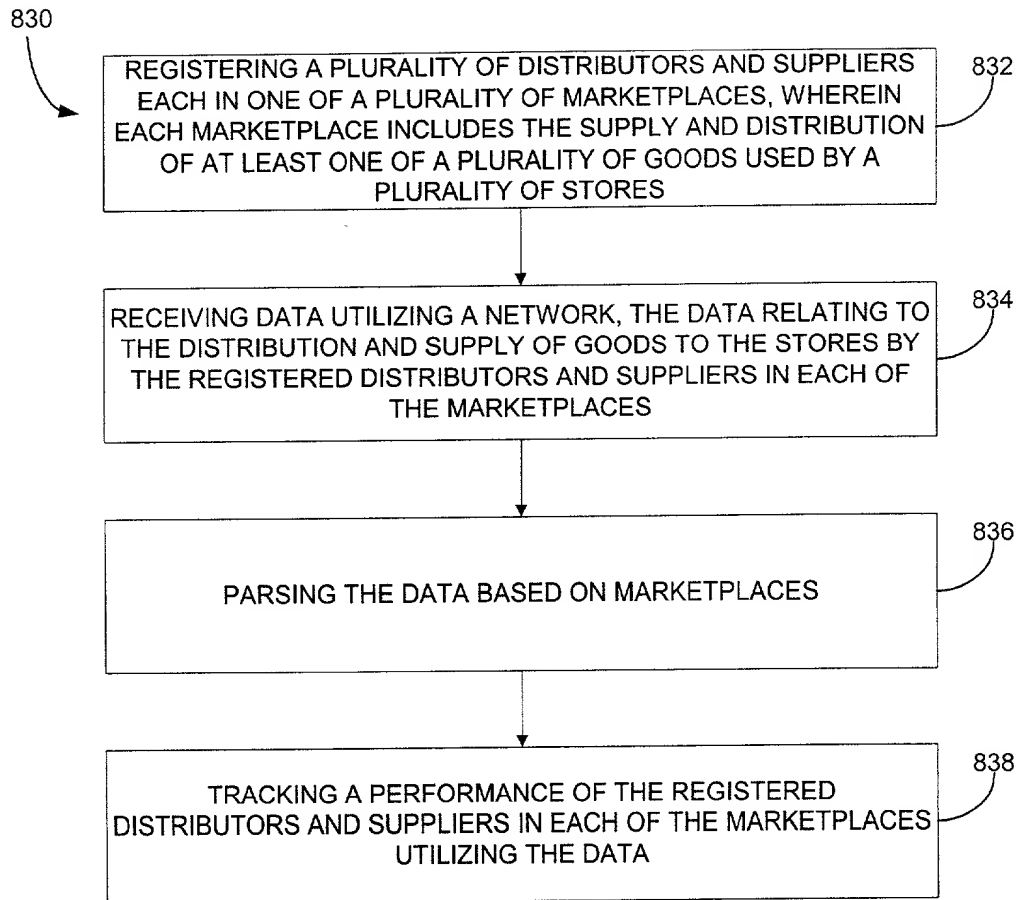 830
REGISTERING A PLURALITY OF DISTRIBUTORS AND SUPPLIERS
EACH IN ONE OF A PLURALITY OF MARKETPLACES, WHEREIN
EACH MARKETPLACE INCLUDES THE SUPPLY AND DISTRIBUTION
OF AT LEAST ONE OF A PLURALITY OF GOODS USED BY A
PLURALITY OF STORES
832
RECEIVING DATA UTILIZING A NETWORK, THE DATA RELATING TO
THE DISTRIBUTION AND SUPPLY OF GOODS TO THE STORES BY
THE REGISTERED DISTRIBUTORS AND SUPPLIERS IN EACH OF
THE MARKETPLACES
834
PARSING THE DATA BASED ON MARKETPLACES
836
TRACKING A PERFORMANCE OF THE REGISTERED
DISTRIBUTORS AND SUPPLIERS IN EACH OF THE MARKETPLACES
UTILIZING THE DATA
838